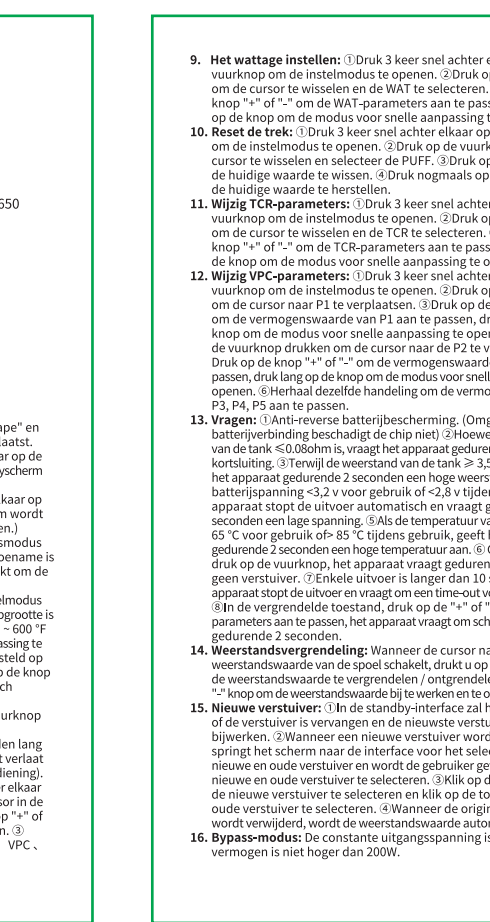 650
ape" en
laatst.
ar op de
yscherm
kaar op
m wordt
en.)
smodus
oename is
kt om de
elmodus
ogrootte is
~ 600 °F
assing te
steld op
o de knop
ch
urknop
den lang
t verlaat
diening).
er elkaar
sor in de
p "+" of
n. ③
VPC、
9. Het wattage instellen: ①Druk 3 keer snel achter e
vuurknop om de instelmodus te openen. ②Druk op
om de cursor te wisselen en de WAT te selecteren.
knop "+" of "-" om de WAT-parameters aan te pas
op de knop om de modus voor snelle aanpassing t
10. Reset de trek: ①Druk 3 keer snel achter elkaar op
om de instelmodus te openen. ②Druk op de vuurk
cursor te wisselen en selecteer de PUFF. ③Druk op
de huidige waarde te wissen. ④Druk nogmaals op
de huidige waarde te herstellen.
11. Wijzig TCR-parameters: ①Druk 3 keer snel achter
vuurknop om de instelmodus te openen. ②Druk op
om de cursor te wisselen en de TCR te selecteren.
knop "+" of "-" om de TCR-parameters aan te pass
de knop om de modus voor snelle aanpassing te o
12. Wijzig VPC-parameters: ①Druk 3 keer snel achter
vuurknop om de instelmodus te openen. ②Druk op
om de cursor naar P1 te verplaatsen. ③Druk op de
om de vermogenswaarde van P1 aan te passen, dr
knop om de modus voor snelle aanpassing te oper
de vuurknop drukken om de cursor naar de P2 te v
Druk op de knop "+" of "-" om de vermogenswaard
passen, druk lang op de knop om de modus voor snell
openen. ⑥Herhaal dezelfde handeling om de vermo
P3, P4, P5 aan te passen.
13. Vragen: ①Anti-reverse batterijbescherming. (Omg
batterijverbinding beschadigt de chip niet) ②Hoewe
van de tank ≤0.08ohm is, vraagt het apparaat geduren
kortsluiting. ③Terwijl de weerstand van de tank ≥ 3,5
het apparaat gedurende 2 seconden een hoge weerst
batterijspanning <3,2 v voor gebruik of <2,8 v tijden
apparaat stopt de uitvoer automatisch en vraagt g
seconden een lage spanning. ⑤Als de temperatuur va
65 °C voor gebruik of> 85 °C tijdens gebruik, geeft h
gedurende 2 seconden een hoge temperatuur aan. ⑥
druk op de vuurknop, het apparaat vraagt geduren
geen verstuiver. ⑦Enkele uitvoer is langer dan 10 s
apparaat stopt de uitvoer en vraagt om een time-out vo
⑧In de vergrendelde toestand, druk op de "+" of "
parameters aan te passen, het apparaat vraagt om sch
gedurende 2 seconden.
14. Weerstandsvergrendeling: Wanneer de cursor na
weerstandswaarde van de spoel schakelt, drukt u op
de weerstandswaarde te vergrendelen / ontgrendele
"-" knop om de weerstandswaarde bij te werken en te o
15. Nieuwe verstuiver: ①In de standby-interface zal h
of de verstuiver is vervangen en de nieuwste verstu
bijwerken. ②Wanneer een nieuwe verstuiver word
springt het scherm naar de interface voor het selec
nieuwe en oude verstuiver en wordt de gebruiker ge
nieuwe en oude verstuiver te selecteren. ③Klik op d
de nieuwe verstuiver te selecteren en klik op de to
oude verstuiver te selecteren. ④Wanneer de origin
wordt verwijderd, wordt de weerstandswaarde autor
16. Bypass-modus: De constante uitgangsspanning is
vermogen is niet hoger dan 200W.